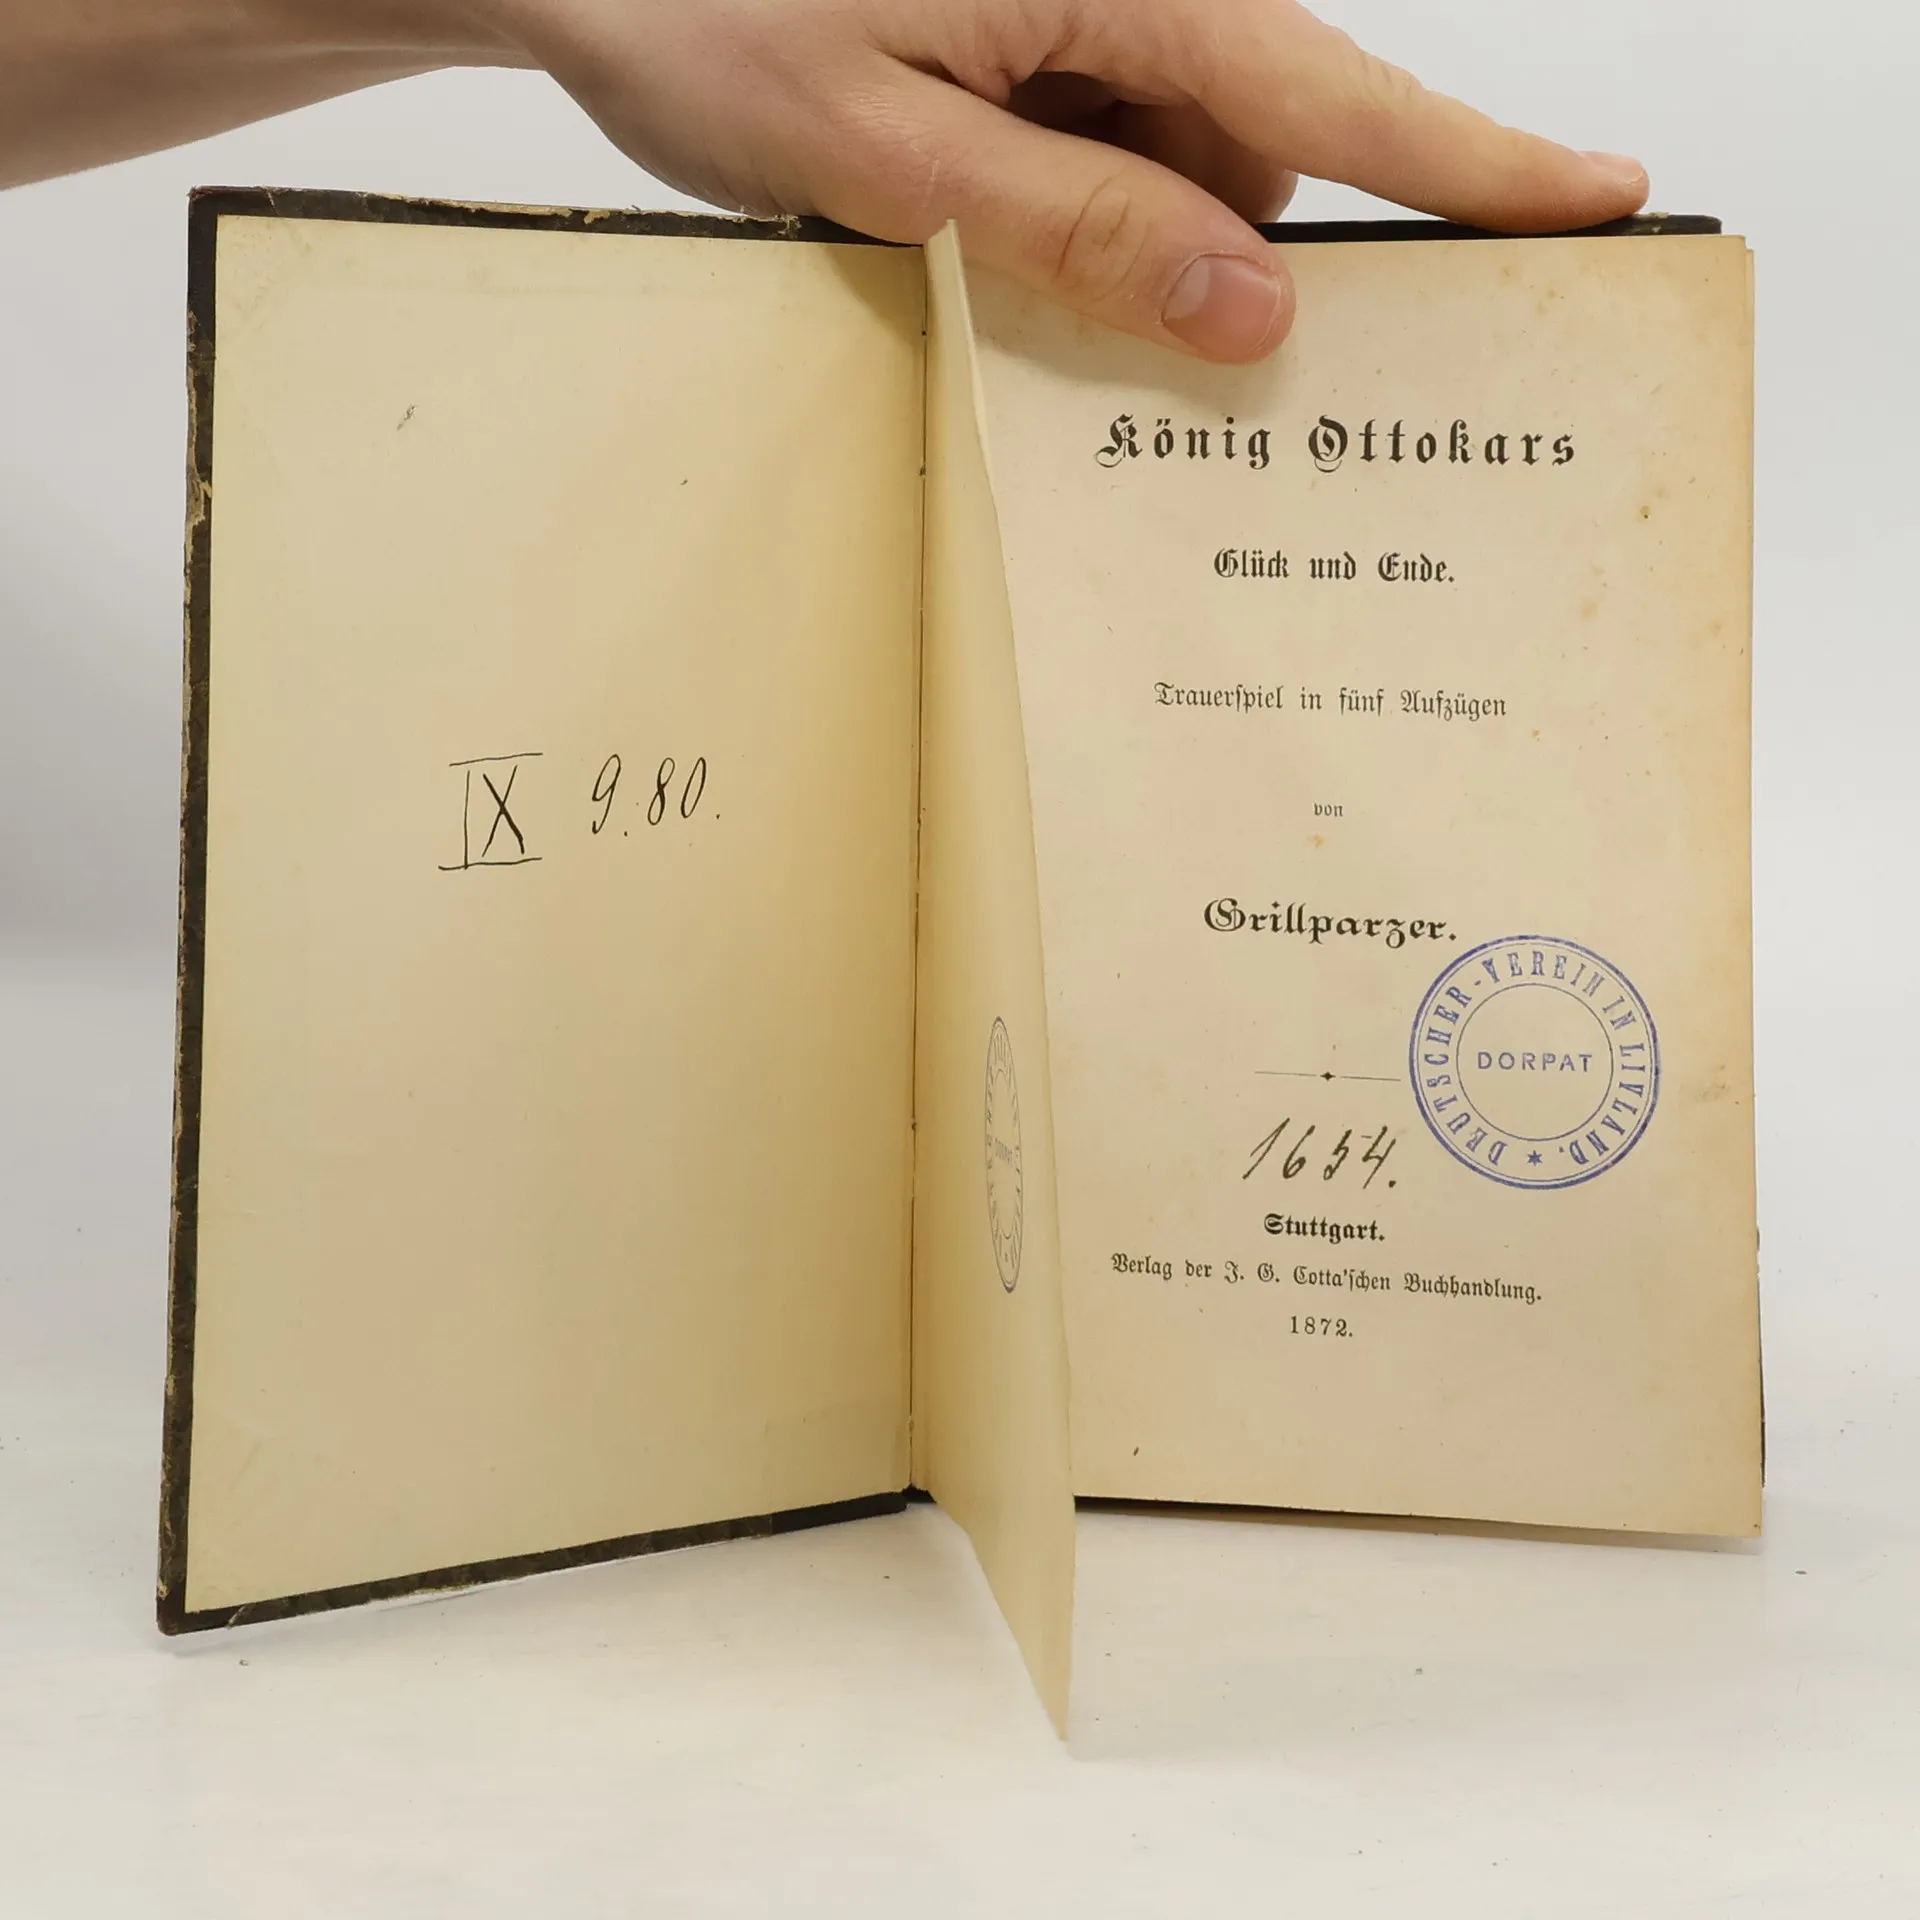 IX 9.80.
König Ottokars
Glück und Ende.
Trauerſpiel in fünf Aufzügen
von
Grillparzer.
DEUTSCHER-VEREIN IN LIVLAND.
DORPAT
1654.
Stuttgart.
Verlag der J. G. Cotta'ſchen Buchhandlung.
1872.
DORPAT